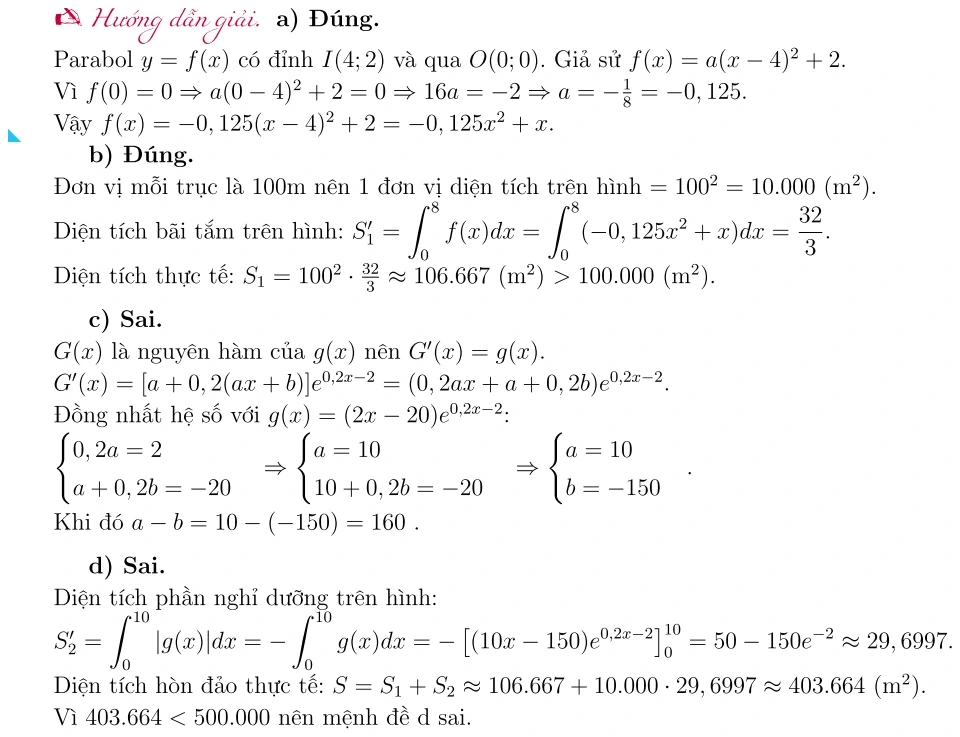 ✍ Hướng dẫn giải. a) Đúng.
Parabol y = f(x) có đỉnh I(4; 2) và qua O(0; 0). Giả sử f(x) = a(x − 4)² + 2.
Vì f(0) = 0 ⇒ a(0 − 4)² + 2 = 0 ⇒ 16a = −2 ⇒ a = −1/8 = −0, 125.
Vậy f(x) = −0, 125(x − 4)² + 2 = −0, 125x² + x.
b) Đúng.
Đơn vị mỗi trục là 100m nên 1 đơn vị diện tích trên hình = 100² = 10.000 (m²).
Diện tích bãi tắm trên hình: S₁′ = ∫₀⁸ f(x)dx = ∫₀⁸ (−0, 125x² + x)dx = 32/3.
Diện tích thực tế: S₁ = 100² · 32/3 ≈ 106.667 (m²) > 100.000 (m²).
c) Sai.
G(x) là nguyên hàm của g(x) nên G′(x) = g(x).
G′(x) = [a + 0, 2(ax + b)]e^{0,2x−2} = (0, 2ax + a + 0, 2b)e^{0,2x−2}.
Đồng nhất hệ số với g(x) = (2x − 20)e^{0,2x−2}:
{0, 2a = 2 ⇒ {a = 10 ⇒ {a = 10
a + 0, 2b = −20 10 + 0, 2b = −20 b = −150 .
Khi đó a − b = 10 − (−150) = 160 .
d) Sai.
Diện tích phần nghỉ dưỡng trên hình:
S₂′ = ∫₀¹⁰ |g(x)|dx = − ∫₀¹⁰ g(x)dx = − [(10x − 150)e^{0,2x−2}]₀¹⁰ = 50 − 150e^{−2} ≈ 29, 6997.
Diện tích hòn đảo thực tế: S = S₁ + S₂ ≈ 106.667 + 10.000 · 29, 6997 ≈ 403.664 (m²).
Vì 403.664 < 500.000 nên mệnh đề d sai.